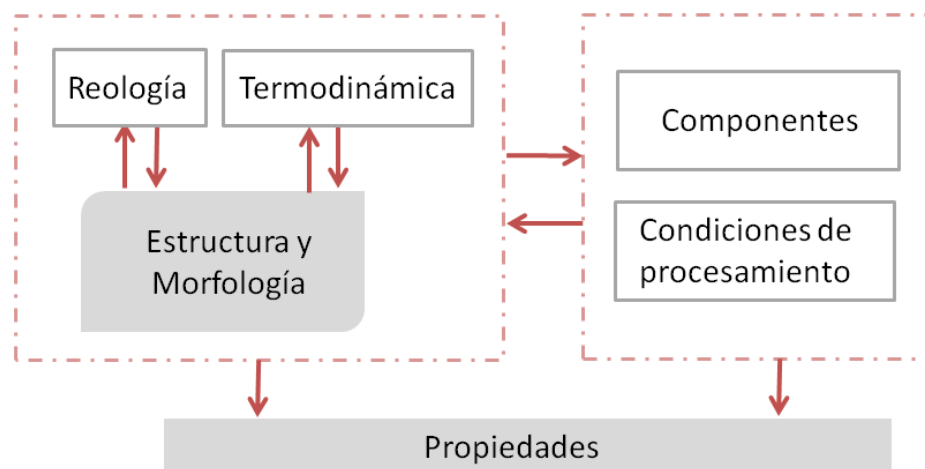 Reología
Termodinámica
Estructura y
Morfología
Componentes
Condiciones de
procesamiento
Propiedades